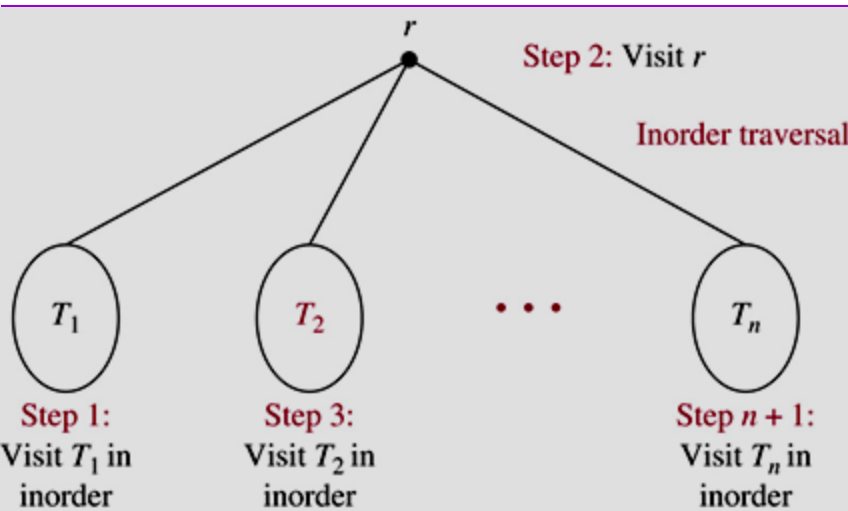 r
Step 2: Visit r
Inorder traversal
T₁
T₂
• • •
Tₙ
Step 1:
Visit T₁ in
inorder
Step 3:
Visit T₂ in
inorder
Step n + 1:
Visit Tₙ in
inorder